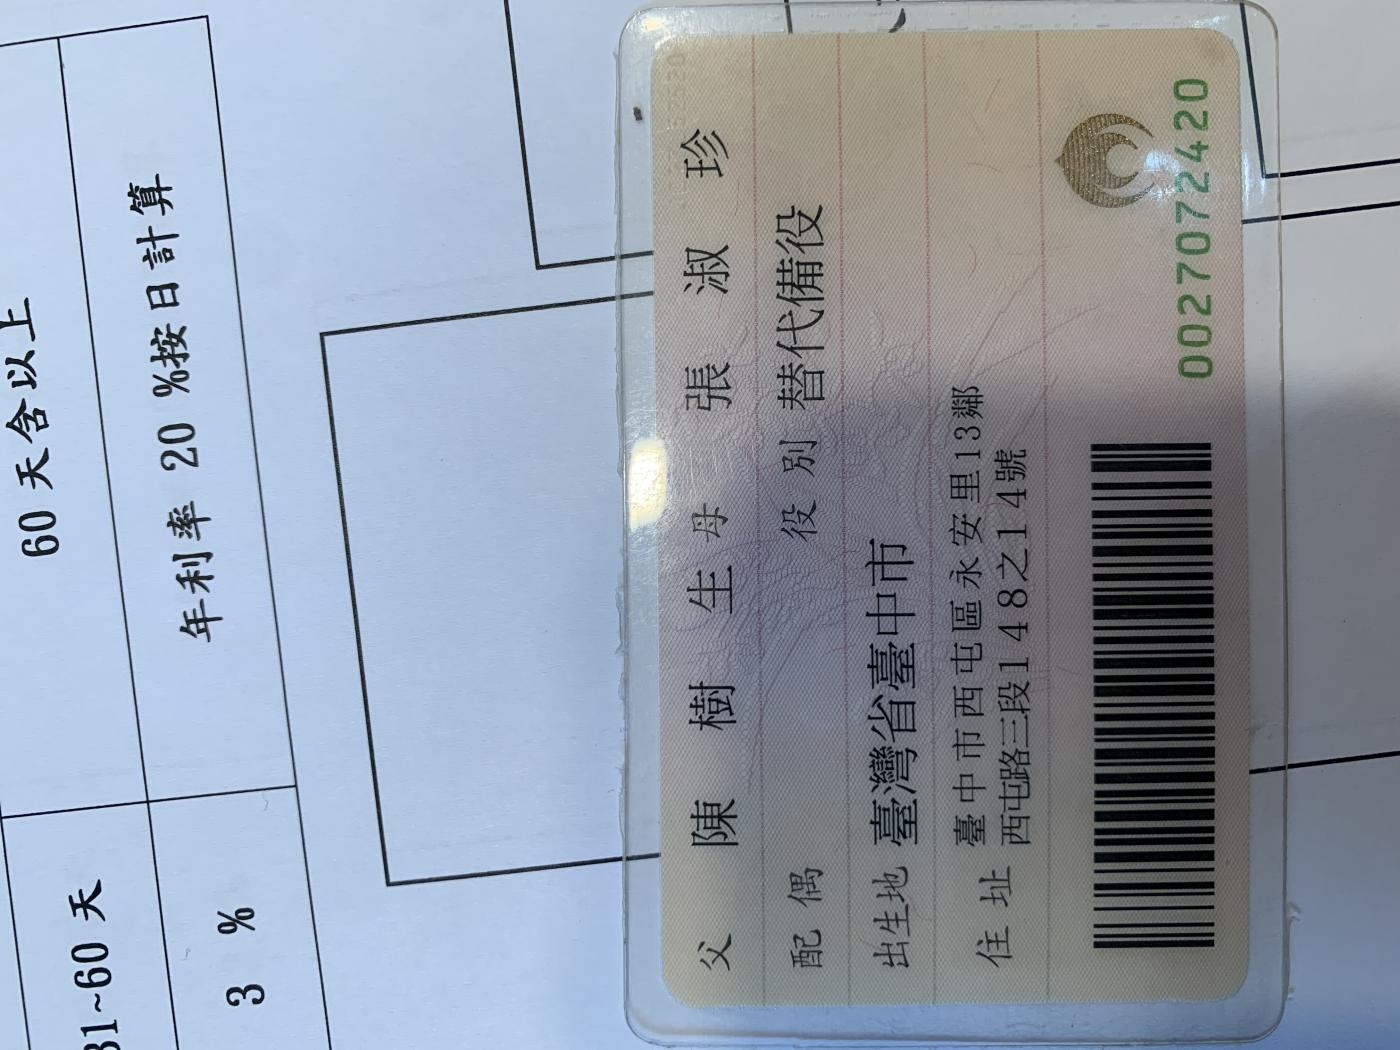 60 天含以上
年利率 20 %按日計算
31~60 天
3 %
父 陳樹生 母 張淑珍
配偶 役別 替代備役
出生地 臺灣省臺中市
住址 臺中市西屯區永安里13鄰
西屯路三段148之14號
0027072420